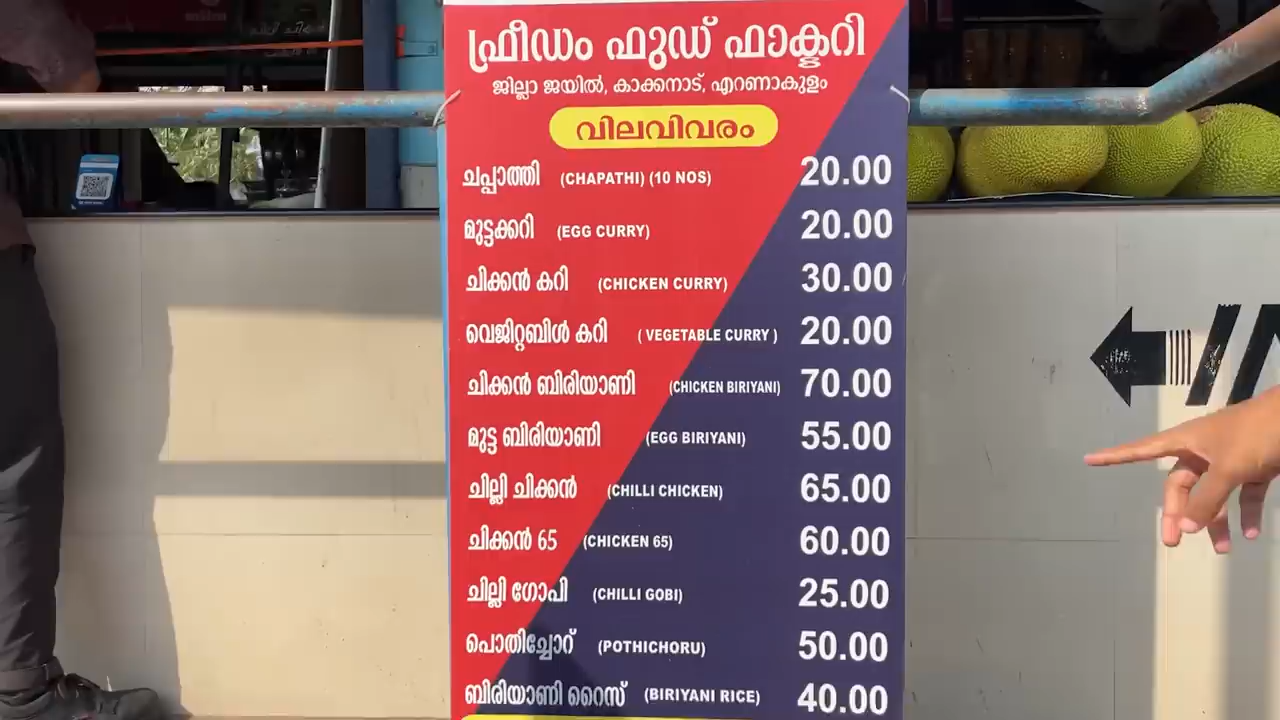 ഫ്രീഡം ഫുഡ് ഫാക്ടറി
ജില്ലാ ജയിൽ, കാക്കനാട്, എറണാകുളം
വിലവിവരം
ചപ്പാത്തി (CHAPATHI) (10 NOS) 20.00
മുട്ടക്കറി (EGG CURRY) 20.00
ചിക്കൻ കറി (CHICKEN CURRY) 30.00
വെജിറ്റബിൾ കറി ( VEGETABLE CURRY ) 20.00
ചിക്കൻ ബിരിയാണി (CHICKEN BIRIYANI) 70.00
മുട്ട ബിരിയാണി (EGG BIRIYANI) 55.00
ചില്ലി ചിക്കൻ (CHILLI CHICKEN) 65.00
ചിക്കൻ 65 (CHICKEN 65) 60.00
ചില്ലി ഗോപി (CHILLI GOBI) 25.00
പൊതിച്ചോറ് (POTHICHORU) 50.00
ബിരിയാണി റൈസ് (BIRIYANI RICE) 40.00